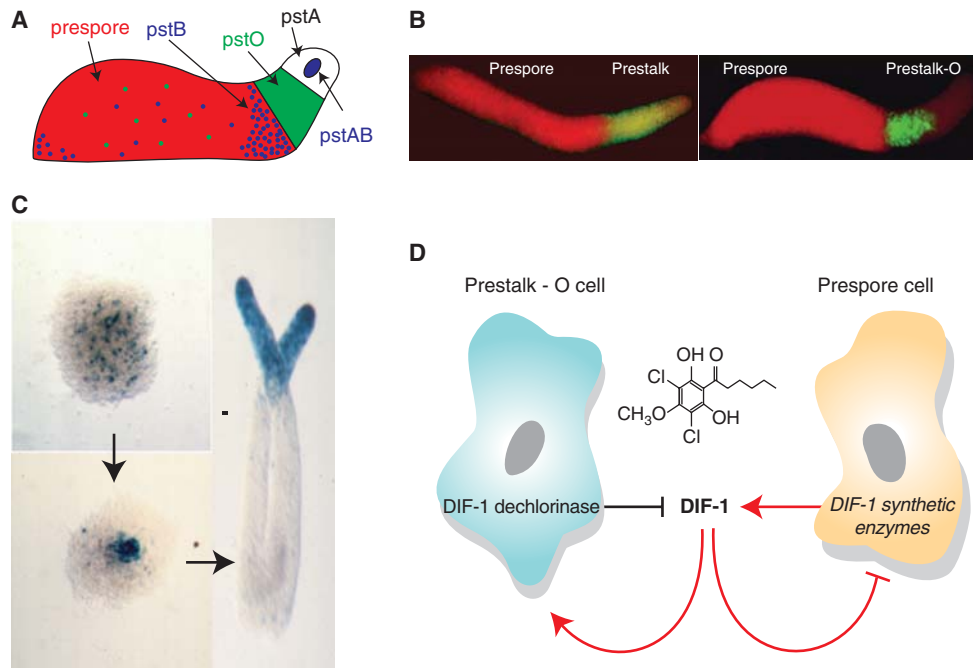 A
prespore
pstB
pstO
pstA
pstAB
B
Prespore
Prestalk
Prespore
Prestalk-O
C
D
Prestalk - O cell
Prespore cell
OH
O
Cl
CH3O
OH
Cl
DIF-1 dechlorinase
DIF-1
DIF-1 synthetic
enzymes